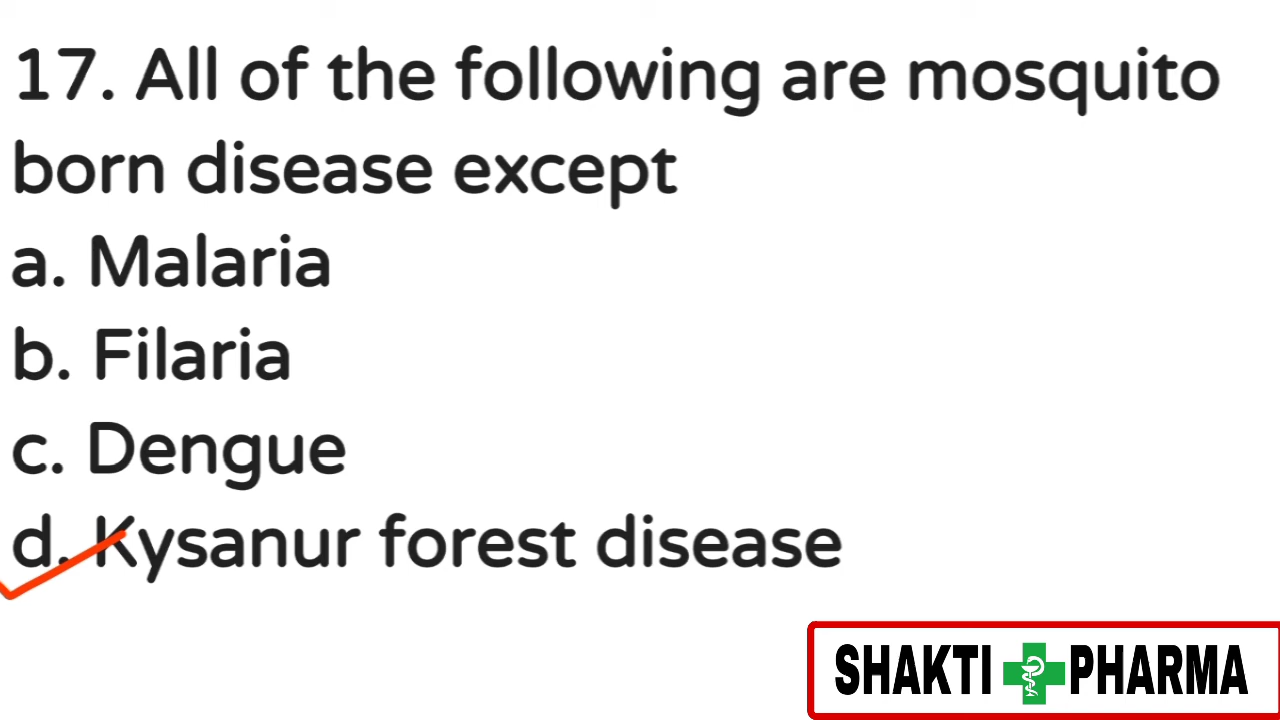 17. All of the following are mosquito
born disease except
a. Malaria
b. Filaria
c. Dengue
d. Kysanur forest disease
SHAKTI PHARMA